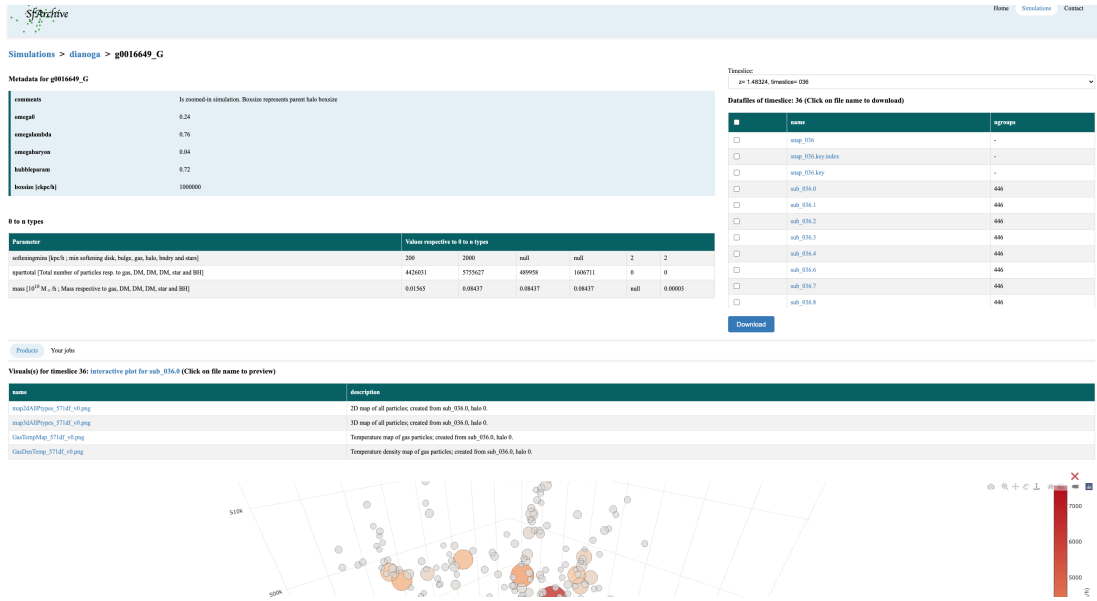 SfArchive
Home Simulations Contact
Simulations > dianoga > g0016649_G
Metadata for g0016649_G
comments Is zoomed-in simulation. Boxsize represents parent halo boxsize
omega0 0.24
omegalambda 0.76
omegabaryon 0.04
hubbleparam 0.72
boxsize [ckpc/h] 1000000
0 to n types
Parameter Values respective to 0 to n types
softeningmins [kpc/h ; min softening disk, bulge, gas, halo, bndry and stars] 200 2000 null null 2 2
nparttotal [Total number of particles resp. to gas, DM, DM, DM, star and BH] 4426031 5755627 489958 1606711 0 0
mass [10^10 M /h ; Mass respective to gas, DM, DM, DM, star and BH] 0.01565 0.08437 0.08437 0.08437 null 0.00003
Timeslice:
z= 1.48324, timeslice= 036
Datafiles of timeslice: 36 (Click on file name to download)
name ngroups
snap_036 -
snap_036.key.index -
snap_036.key -
sub_036.0 446
sub_036.1 446
sub_036.2 446
sub_036.3 446
sub_036.4 446
sub_036.6 446
sub_036.7 446
sub_036.8 446
Download
Products Your jobs
Visuals(s) for timeslice 36: interactive plot for sub_036.0 (Click on file name to preview)
name description
map2dAllPtypes_571df_v0.png 2D map of all particles; created from sub_036.0, halo 0.
map3dAllPtypes_571df_v0.png 3D map of all particles; created from sub_036.0, halo 0.
GasTempMap_571df_v0.png Temperature map of gas particles; created from sub_036.0, halo 0.
GasDenTemp_571df_v0.png Temperature density map of gas particles; created from sub_036.0, halo 0.
510k
500k
7000
6000
5000